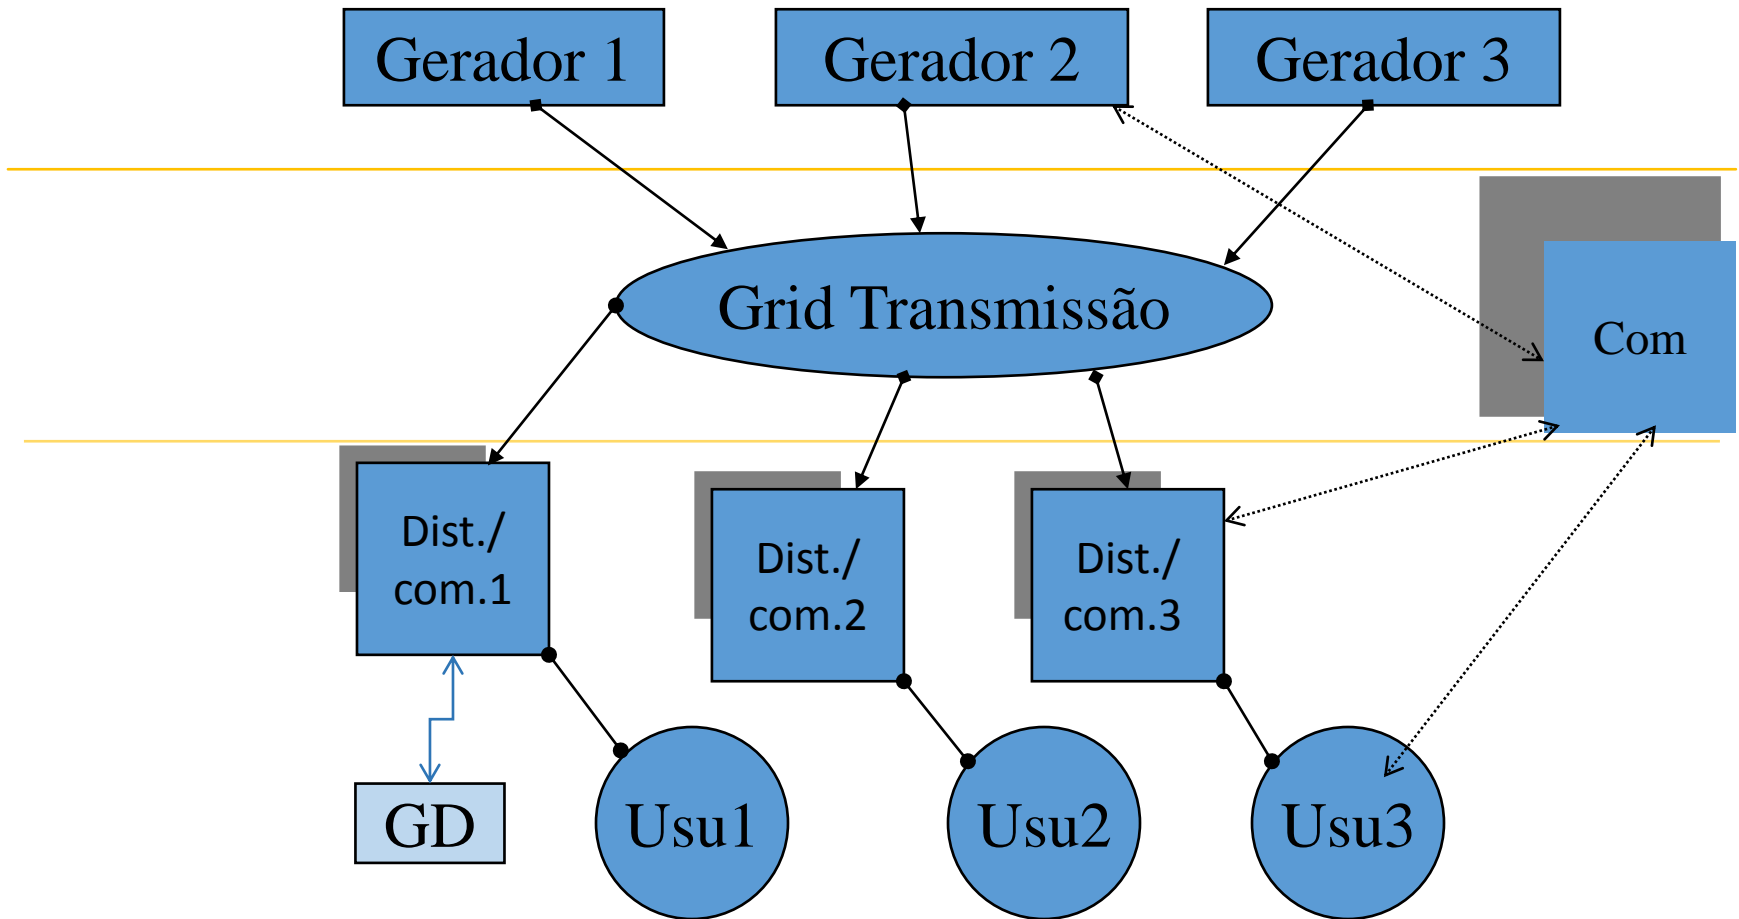 Gerador 1
Gerador 2
Gerador 3
Grid Transmissão
Com
Dist./
com.1
Dist./
com.2
Dist./
com.3
GD
Usu1
Usu2
Usu3